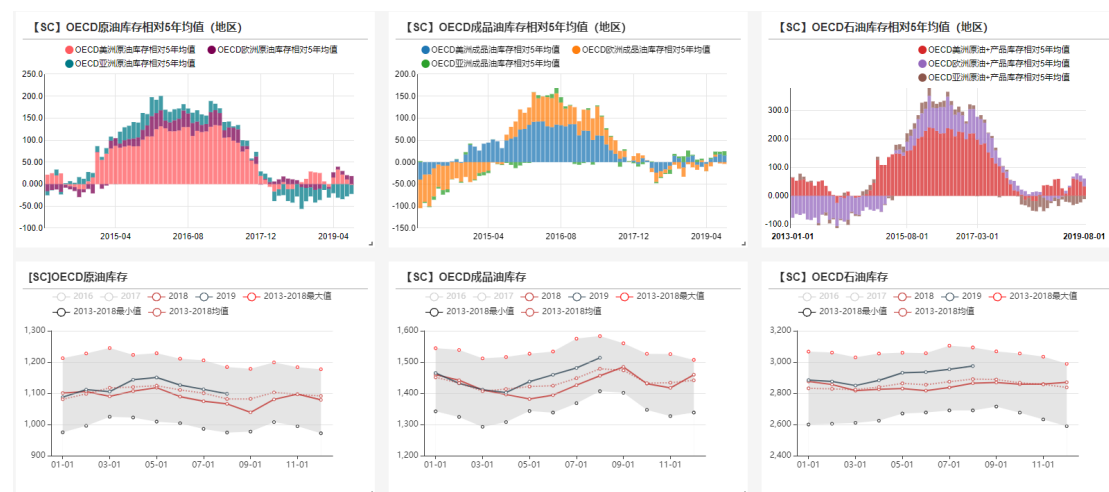 【SC】OECD原油库存相对5年均值（地区）
OECD美洲原油库存相对5年均值 OECD欧洲原油库存相对5年均值
OECD亚洲原油库存相对5年均值
250.0
200.0
150.0
100.0
50.00
0.000
-50.00
-100.0
2015-04 2016-08 2017-12 2019-04
【SC】OECD成品油库存相对5年均值（地区）
OECD美洲成品油库存相对5年均值 OECD欧洲成品油库存相对5年均值
OECD亚洲成品油库存相对5年均值
200.0
150.0
100.0
50.00
0.000
-50.00
-100.0
-150.0
2015-04 2016-08 2017-12 2019-04
【SC】OECD石油库存相对5年均值（地区）
OECD美洲原油+产品库存相对5年均值
OECD欧洲原油+产品库存相对5年均值
OECD亚洲原油+产品库存相对5年均值
300.0
200.0
100.0
0.000
-100.0
2013-01-01 2015-08-01 2017-03-01 2019-08-01
[SC]OECD原油库存
2016 2017 2018 2019 2013-2018最大值
2013-2018最小值 2013-2018均值
1,300
1,200
1,100
1,000
900
01-01 03-01 05-01 07-01 09-01 11-01
【SC】OECD成品油库存
2016 2017 2018 2019 2013-2018最大值
2013-2018最小值 2013-2018均值
1,600
1,500
1,400
1,300
1,200
01-01 03-01 05-01 07-01 09-01 11-01
【SC】OECD石油库存
2016 2017 2018 2019 2013-2018最大值
2013-2018最小值 2013-2018均值
3,200
3,000
2,800
2,600
2,400
01-01 03-01 05-01 07-01 09-01 11-01